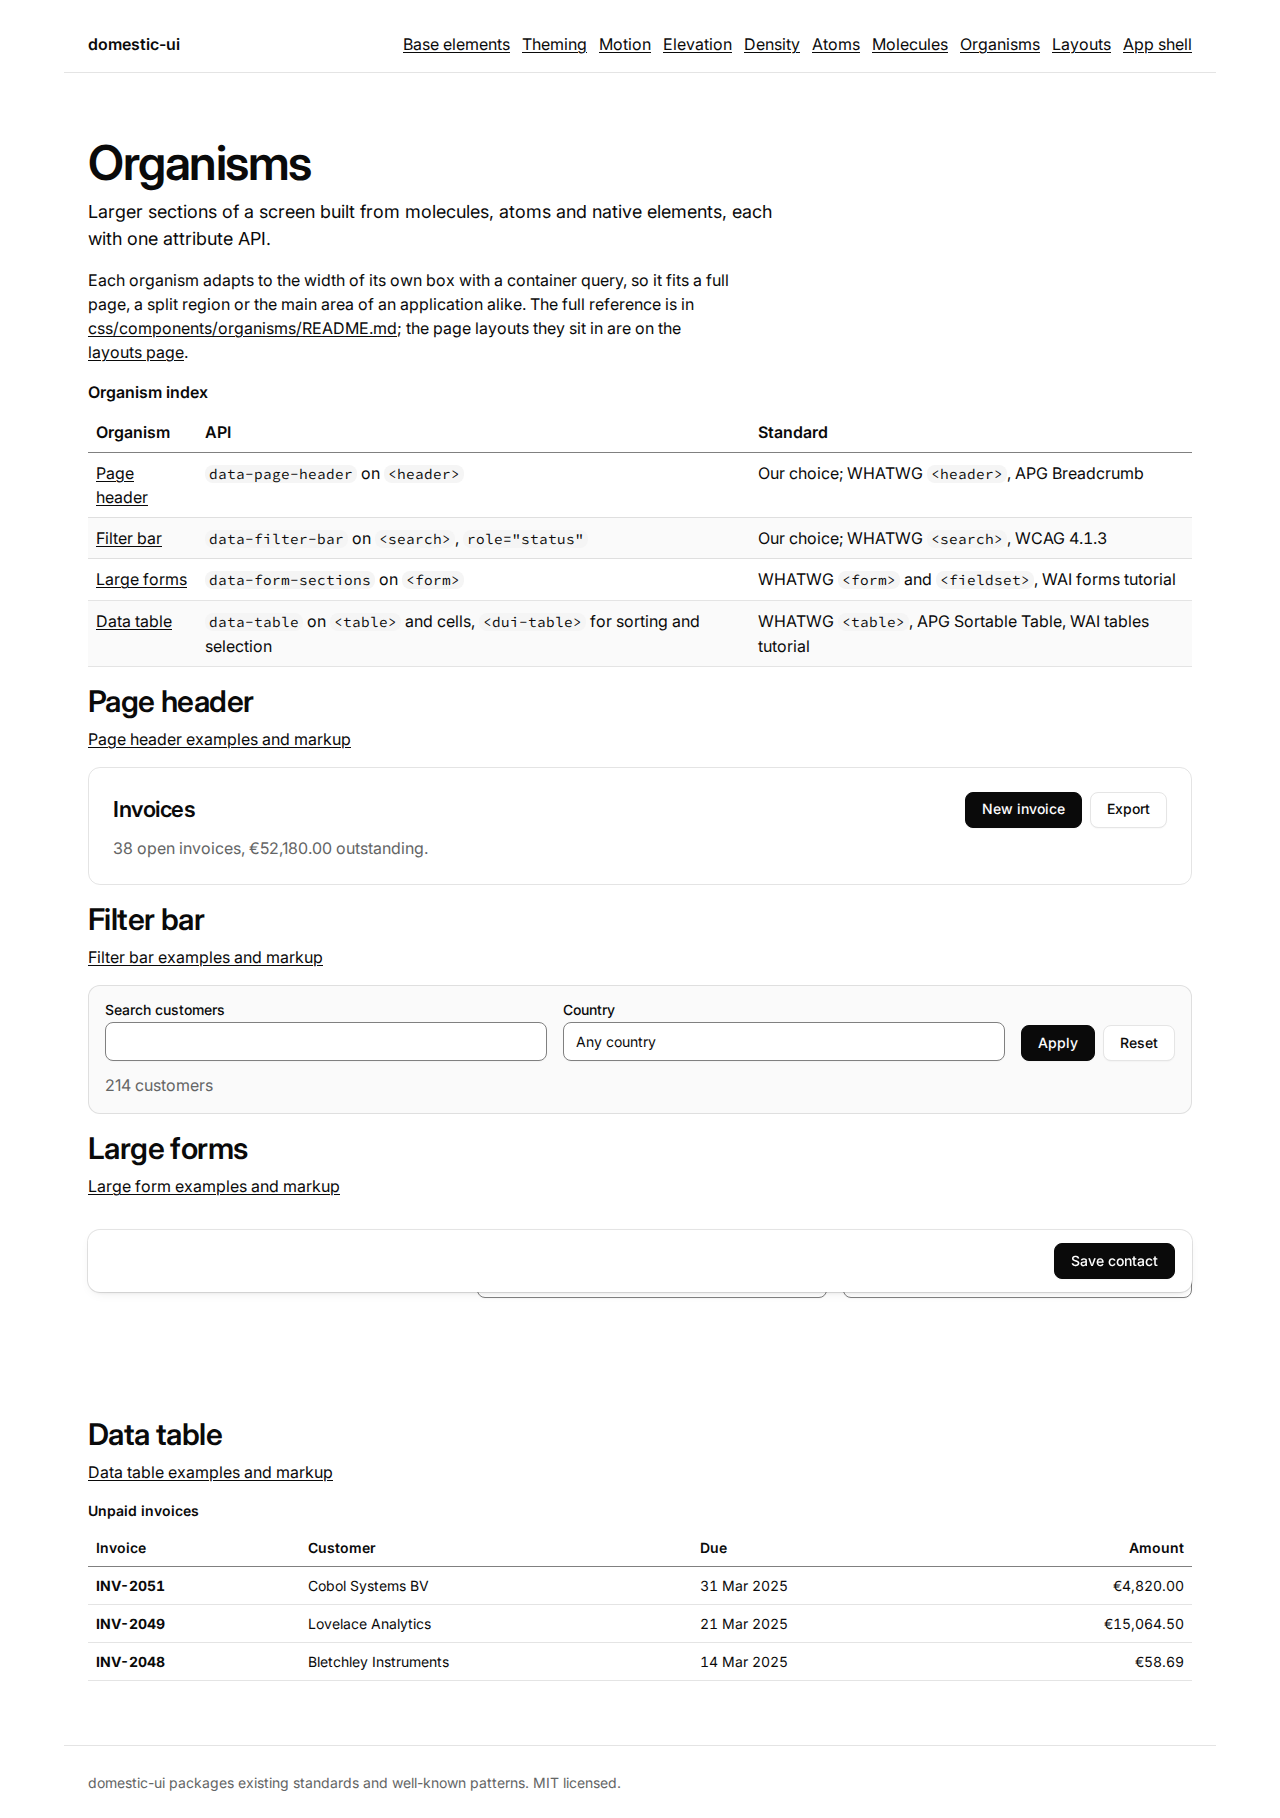 domestic-ui
Base elements Theming Motion Elevation Density Atoms Molecules Organisms Layouts App shell
Organisms
Larger sections of a screen built from molecules, atoms and native elements, each
with one attribute API.
Each organism adapts to the width of its own box with a container query, so it fits a full
page, a split region or the main area of an application alike. The full reference is in
css/components/organisms/README.md; the page layouts they sit in are on the
layouts page.
Organism index
Organism API Standard
Page data-page-header on <header> Our choice; WHATWG <header>, APG Breadcrumb
header
Filter bar data-filter-bar on <search>, role="status" Our choice; WHATWG <search>, WCAG 4.1.3
Large forms data-form-sections on <form> WHATWG <form> and <fieldset>, WAI forms tutorial
Data table data-table on <table> and cells, <dui-table> for sorting and WHATWG <table>, APG Sortable Table, WAI tables
selection tutorial
Page header
Page header examples and markup
Invoices New invoice Export
38 open invoices, €52,180.00 outstanding.
Filter bar
Filter bar examples and markup
Search customers Country
Any country Apply Reset
214 customers
Large forms
Large form examples and markup
Save contact
Data table
Data table examples and markup
Unpaid invoices
Invoice Customer Due Amount
INV-2051 Cobol Systems BV 31 Mar 2025 €4,820.00
INV-2049 Lovelace Analytics 21 Mar 2025 €15,064.50
INV-2048 Bletchley Instruments 14 Mar 2025 €58.69
domestic-ui packages existing standards and well-known patterns. MIT licensed.